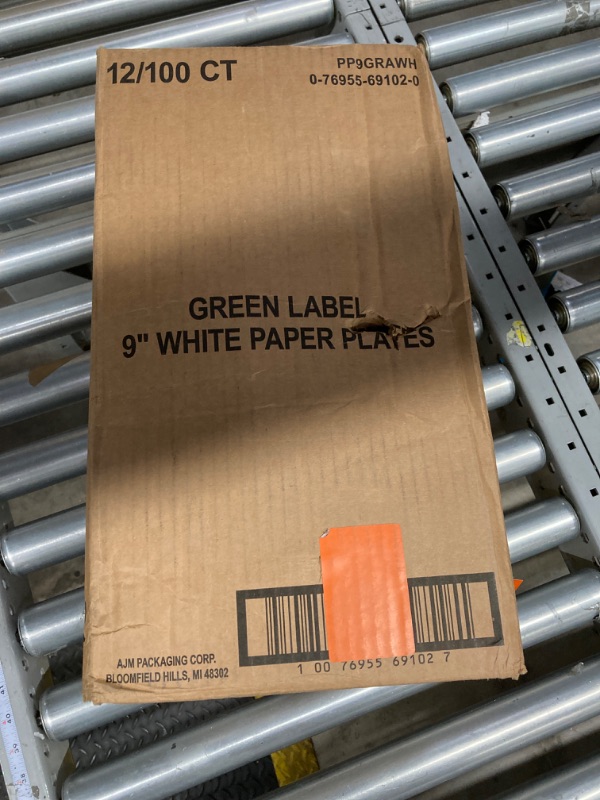 12/100 CT
PP9GRAWH
0-76955-69102-0
GREEN LABEL
9" WHITE PAPER PLATES
1 00 76955 69102 7
AJM PACKAGING CORP.
BLOOMFIELD HILLS, MI 48302